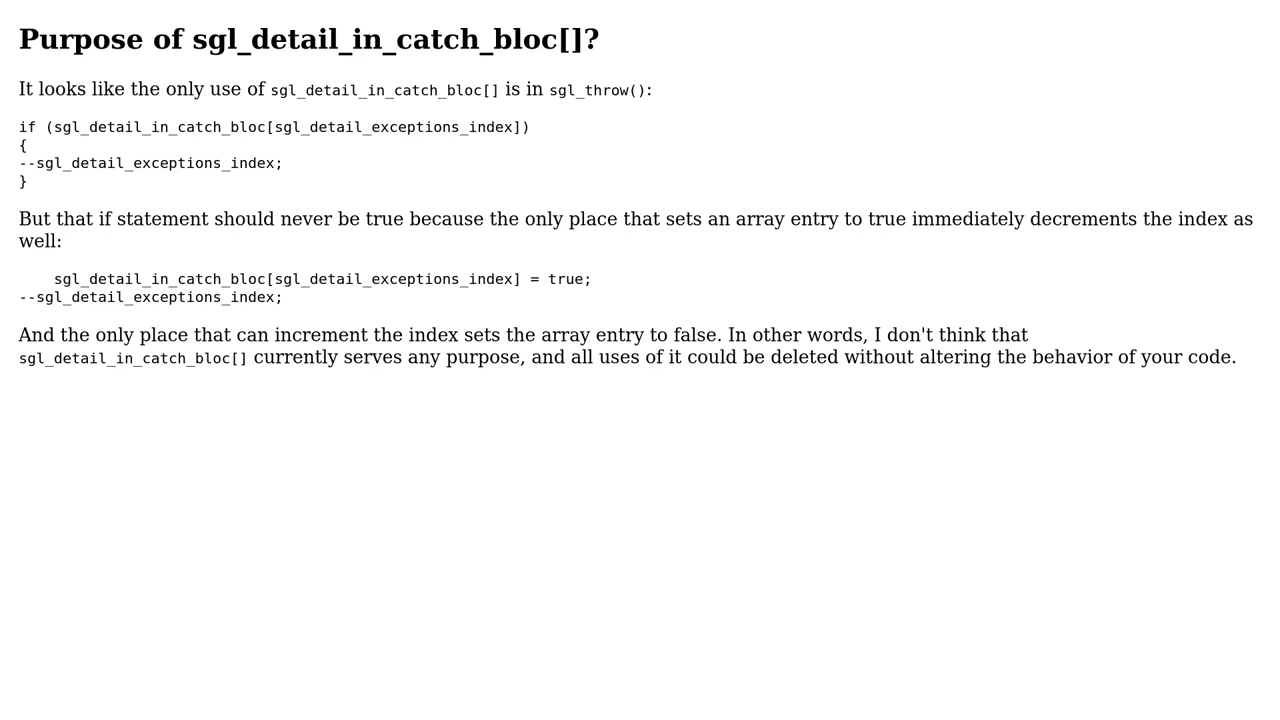 Purpose of sgl_detail_in_catch_bloc[]?
It looks like the only use of sgl_detail_in_catch_bloc[] is in sgl_throw():
if (sgl_detail_in_catch_bloc[sgl_detail_exceptions_index])
{
--sgl_detail_exceptions_index;
}
But that if statement should never be true because the only place that sets an array entry to true immediately decrements the index as
well:
    sgl_detail_in_catch_bloc[sgl_detail_exceptions_index] = true;
--sgl_detail_exceptions_index;
And the only place that can increment the index sets the array entry to false. In other words, I don't think that
sgl_detail_in_catch_bloc[] currently serves any purpose, and all uses of it could be deleted without altering the behavior of your code.